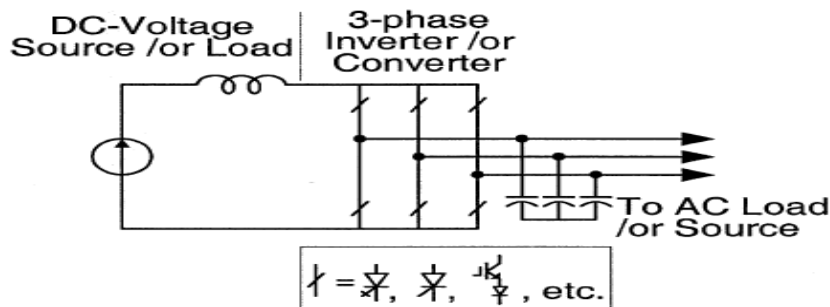 DC-Voltage
Source /or Load
3-phase
Inverter /or
Converter
To AC Load
/or Source
= , , , etc.